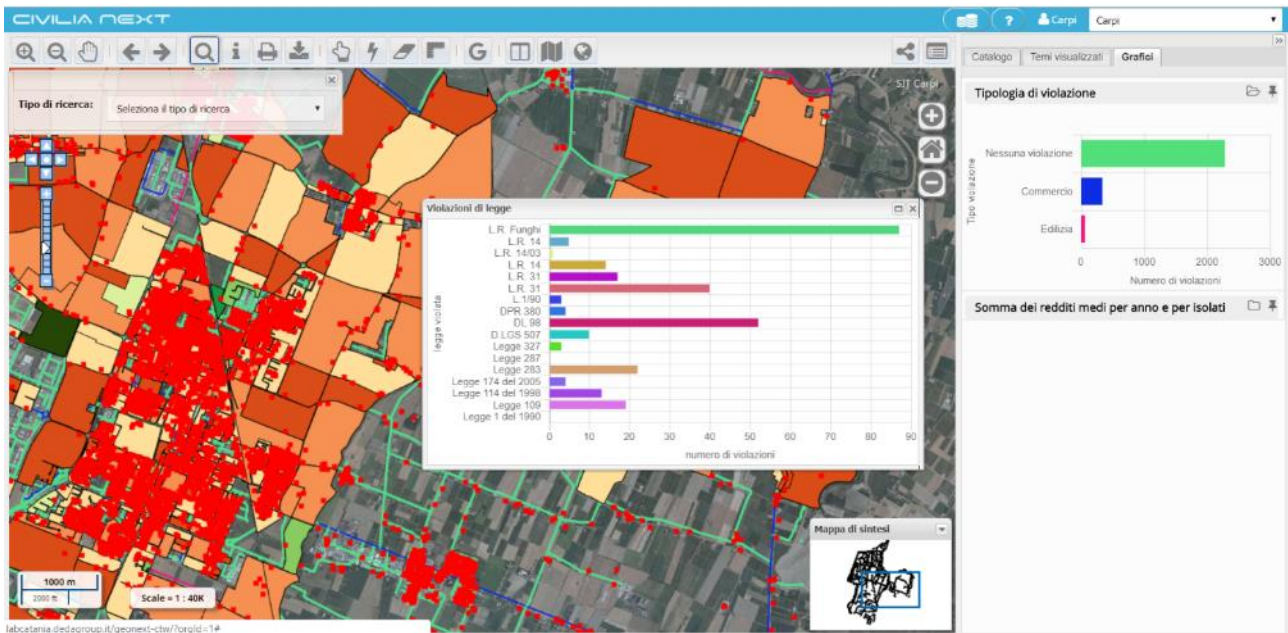 CIVILIA NEXT
?
Carpi
Carpi
G
Tipo di ricerca:
Seleziona il tipo di ricerca
SIT Carpi
Violazioni di legge
legge violata
L.R. Funghi
L.R. 14
L.R. 14/03
L.R. 14
L.R. 31
L.R. 31
L.1/90
DPR 380
DL 98
D.LGS 507
Legge 327
Legge 287
Legge 283
Legge 174 del 2005
Legge 114 del 1998
Legge 109
Legge 1 del 1990
0 10 20 30 40 50 60 70 80 90
numero di violazioni
Mappa di sintesi
1000 m
2000 ft
Scale = 1 : 40K
labcatania.dedagroup.it/geonext-ctw/?orgId=1#
Catalogo
Temi visualizzati
Grafici
Tipologia di violazione
Tipo violazione
Nessuna violazione
Commercio
Edilizia
0 1000 2000 3000
Numero di violazioni
Somma dei redditi medi per anno e per isolati